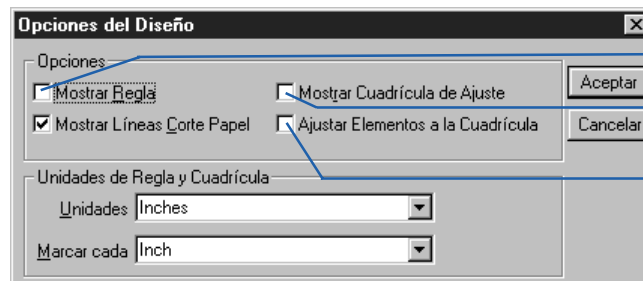 Opciones del Diseño
Opciones
Mostrar Regla
Mostrar Cuadrícula de Ajuste
Aceptar
Mostrar Líneas Corte Papel
Ajustar Elementos a la Cuadrícula
Cancelar
Unidades de Regla y Cuadrícula
Unidades Inches
Marcar cada Inch